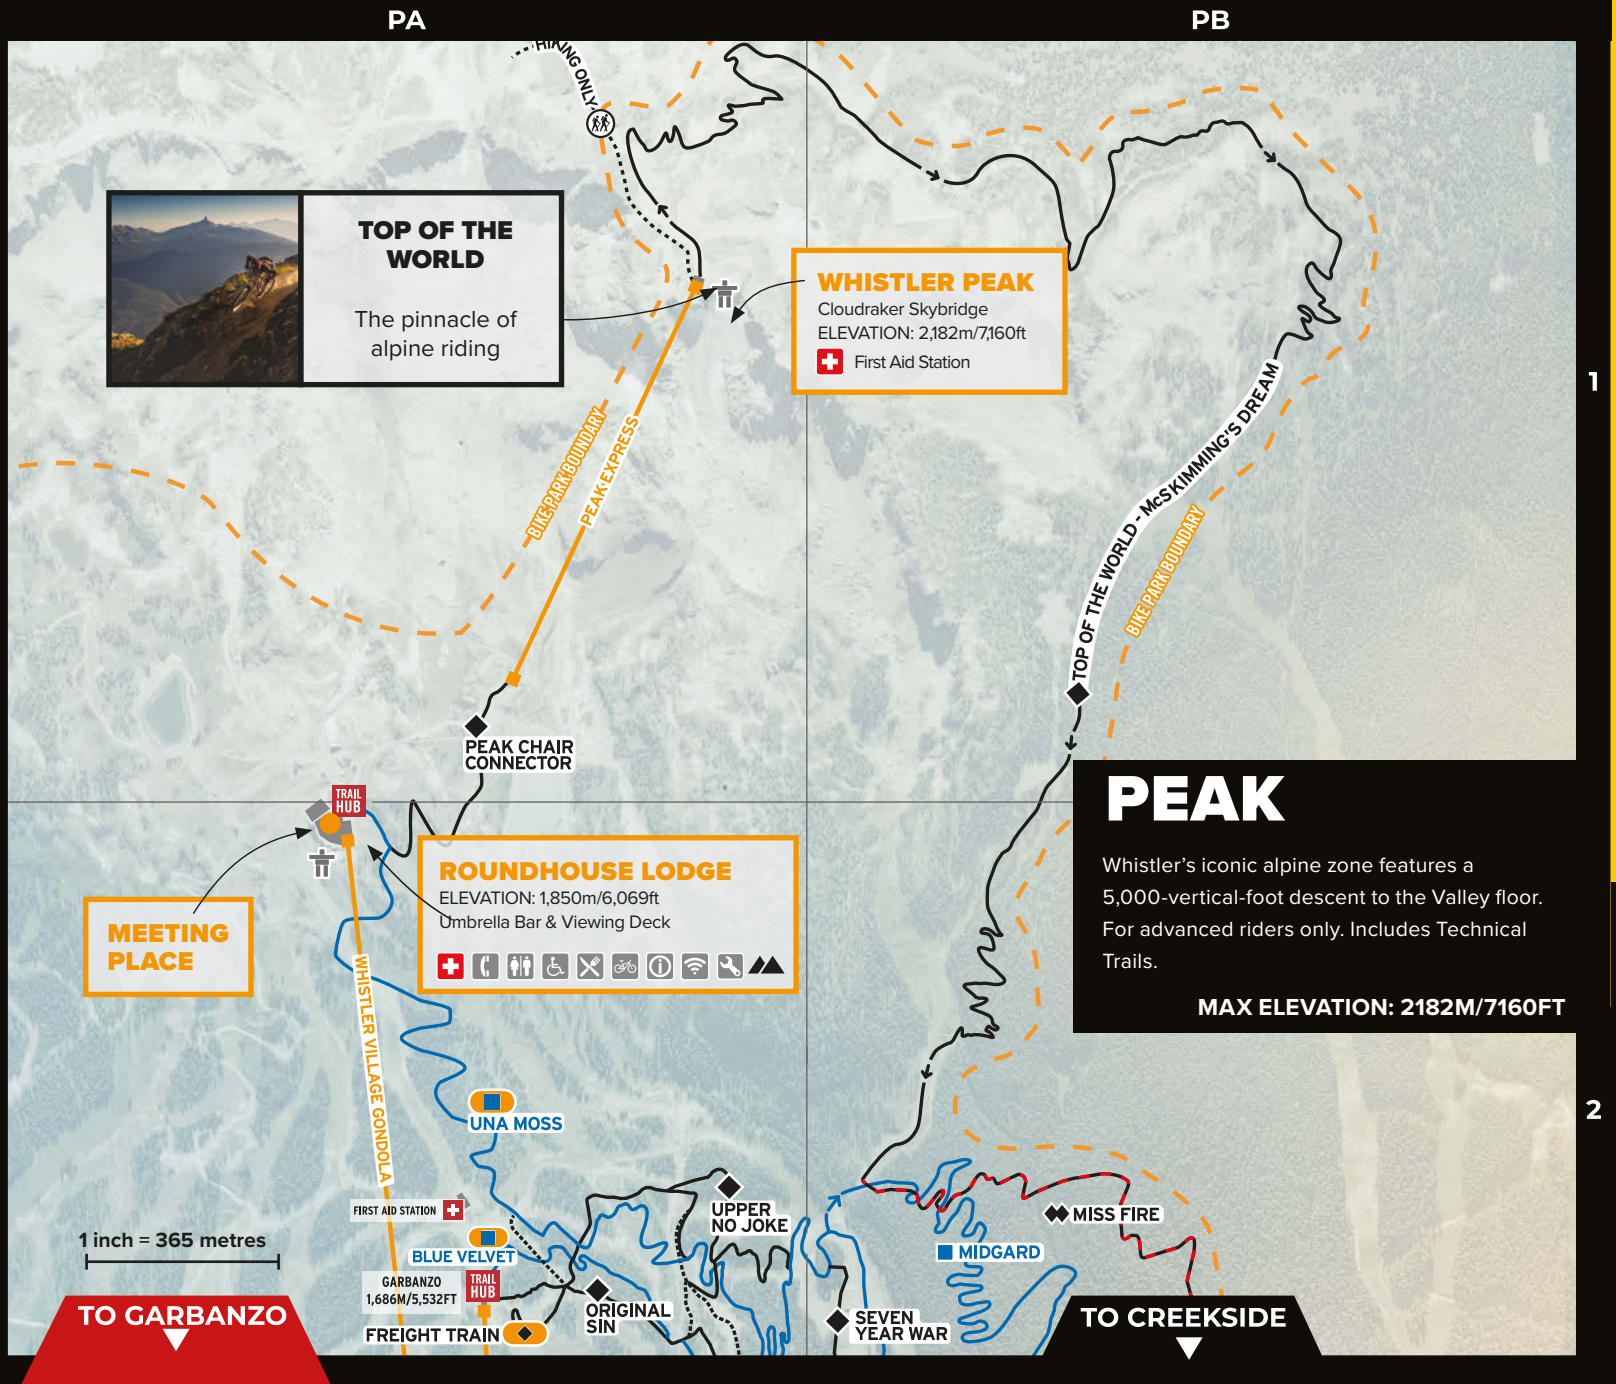 PA
PB
HIKING ONLY
TOP OF THE
WORLD
The pinnacle of
alpine riding
WHISTLER PEAK
Cloudraker Skybridge
ELEVATION: 2,182m/7160ft
First Aid Station
1
BIKE PARK BOUNDARY
PEAK EXPRESS
TOP OF THE WORLD - McSKIMMING'S DREAM
BIKE PARK BOUNDARY
PEAK CHAIR
CONNECTOR
TRAIL
HUB
PEAK
Whistler's iconic alpine zone features a
5,000-vertical-foot descent to the Valley floor.
For advanced riders only. Includes Technical
Trails.
MAX ELEVATION: 2182M/7160FT
ROUNDHOUSE LODGE
ELEVATION: 1,850m/6,069ft
Umbrella Bar & Viewing Deck
MEETING
PLACE
WHISTLER VILLAGE GONDOLA
2
UNA MOSS
FIRST AID STATION
UPPER
NO JOKE
MISS FIRE
1 inch = 365 metres
BLUE VELVET
MIDGARD
GARBANZO
1,686M/5,532FT
TRAIL
HUB
ORIGINAL
SIN
SEVEN
YEAR WAR
FREIGHT TRAIN
TO GARBANZO
TO CREEKSIDE